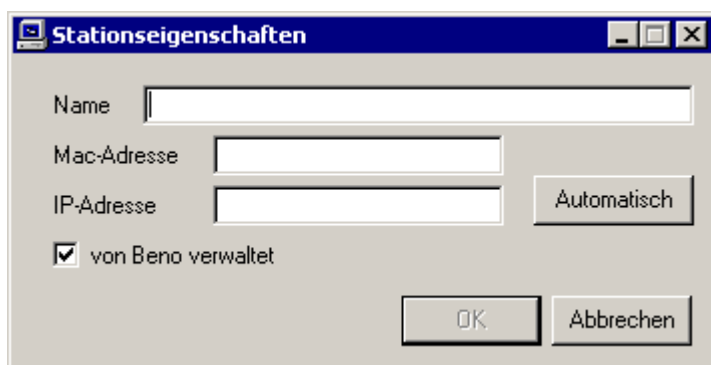 Stationseigenschaften
Name
Mac-Adresse
IP-Adresse
Automatisch
von Beno verwaltet
OK
Abbrechen